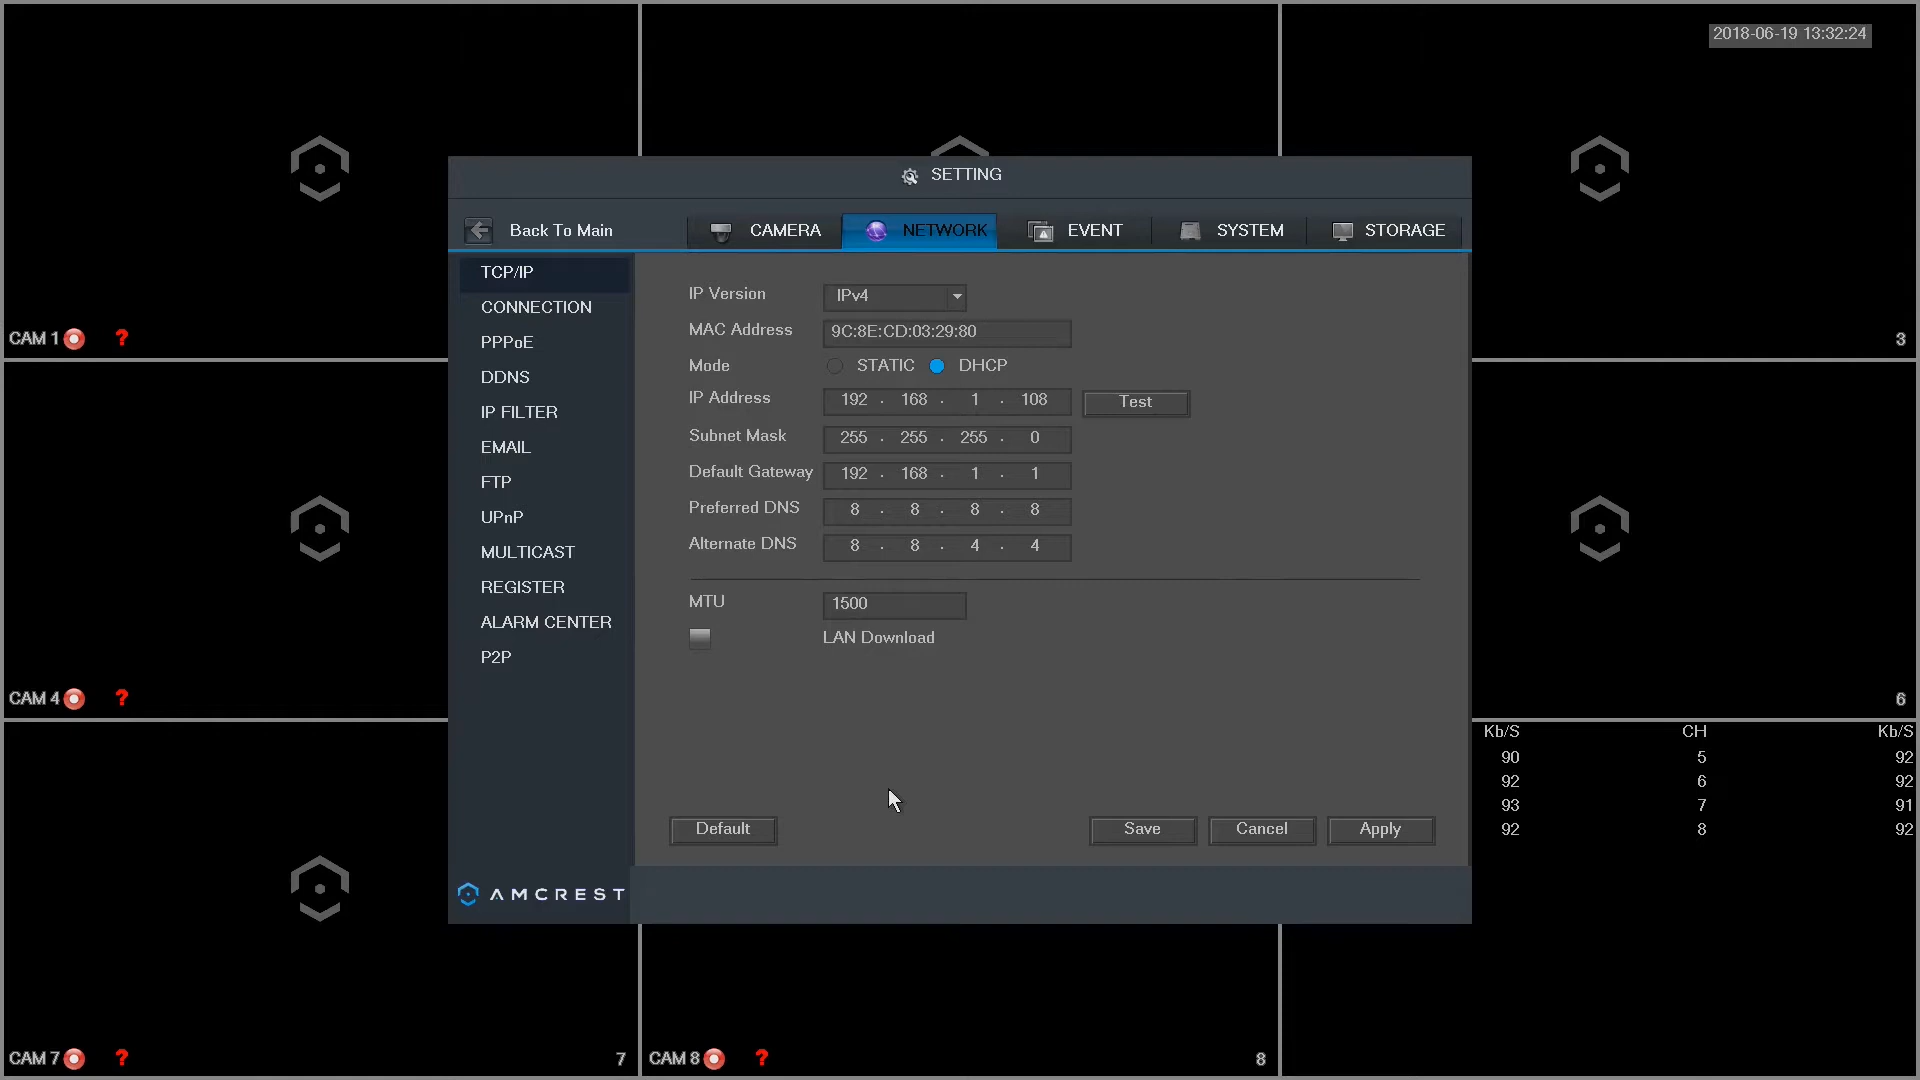 2018-06-19 13:32:24
SETTING
Back To Main
CAMERA
NETWORK
EVENT
SYSTEM
STORAGE
TCP/IP
CONNECTION
PPPoE
DDNS
IP FILTER
EMAIL
FTP
UPnP
MULTICAST
REGISTER
ALARM CENTER
P2P
IP Version IPv4
MAC Address 9C:8E:CD:03:29:80
Mode STATIC DHCP
IP Address 192 . 168 . 1 . 108 Test
Subnet Mask 255 . 255 . 255 . 0
Default Gateway 192 . 168 . 1 . 1
Preferred DNS 8 . 8 . 8 . 8
Alternate DNS 8 . 8 . 4 . 4
MTU 1500
LAN Download
Default Save Cancel Apply
AMCREST
CAM 1 ?
3
CAM 4 ?
6
Kb/S CH Kb/S
90 5 92
92 6 92
93 7 91
92 8 92
CAM 7 ? 7
CAM 8 ? 8